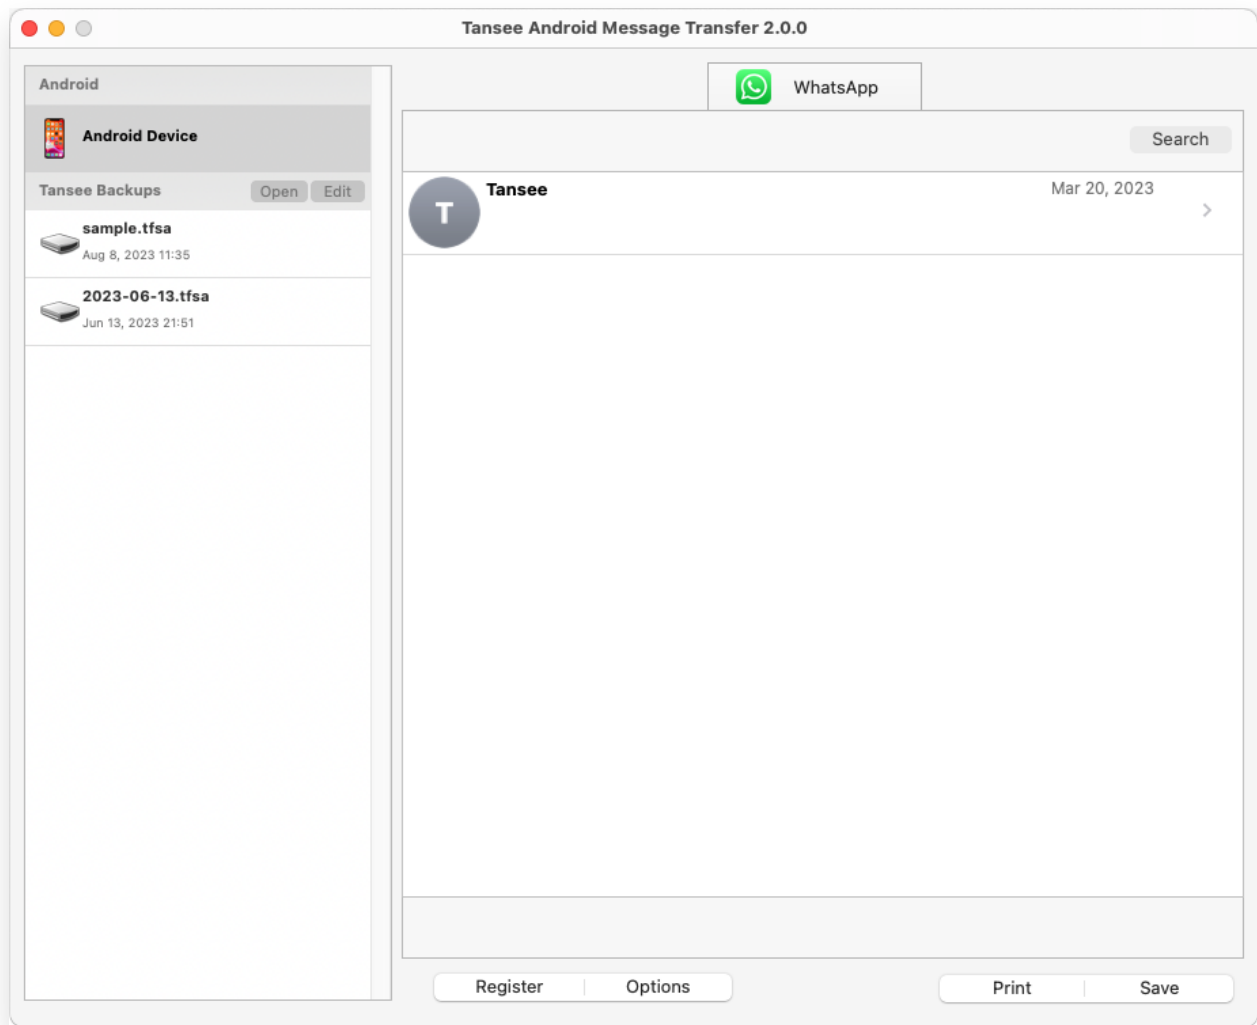 Tansee Android Message Transfer 2.0.0
Android
Android Device
Tansee Backups Open Edit
sample.tfsa
Aug 8, 2023 11:35
2023-06-13.tfsa
Jun 13, 2023 21:51
WhatsApp
Search
T Tansee Mar 20, 2023
Register Options Print Save